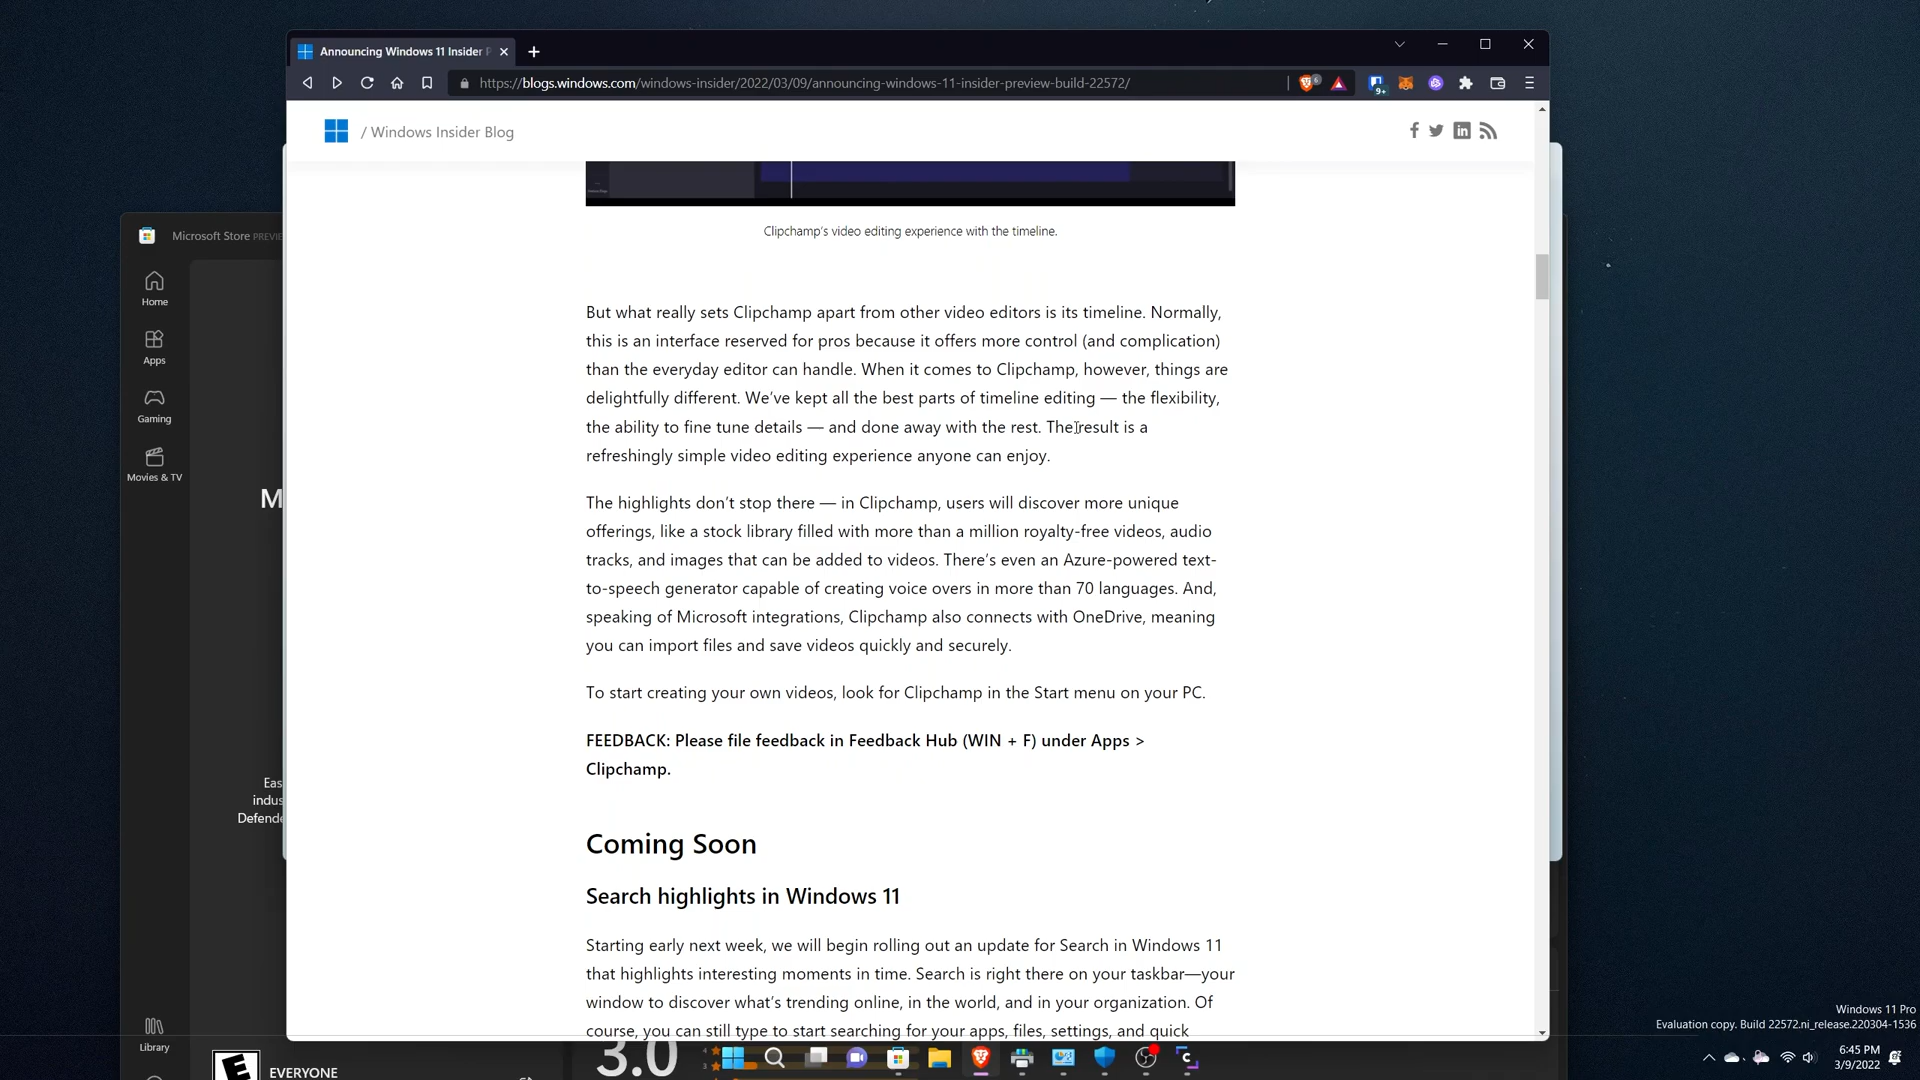 Announcing Windows 11 Insider P
https://blogs.windows.com/windows-insider/2022/03/09/announcing-windows-11-insider-preview-build-22572/
6
9+
/ Windows Insider Blog
Microsoft Store PREVIE
Home
Apps
Gaming
Movies & TV
M
Eas
indus
Defende
Library
Clipchamp’s video editing experience with the timeline.
But what really sets Clipchamp apart from other video editors is its timeline. Normally,
this is an interface reserved for pros because it offers more control (and complication)
than the everyday editor can handle. When it comes to Clipchamp, however, things are
delightfully different. We’ve kept all the best parts of timeline editing — the flexibility,
the ability to fine tune details — and done away with the rest. The result is a
refreshingly simple video editing experience anyone can enjoy.
The highlights don’t stop there — in Clipchamp, users will discover more unique
offerings, like a stock library filled with more than a million royalty-free videos, audio
tracks, and images that can be added to videos. There’s even an Azure-powered text-
to-speech generator capable of creating voice overs in more than 70 languages. And,
speaking of Microsoft integrations, Clipchamp also connects with OneDrive, meaning
you can import files and save videos quickly and securely.
To start creating your own videos, look for Clipchamp in the Start menu on your PC.
FEEDBACK: Please file feedback in Feedback Hub (WIN + F) under Apps >
Clipchamp.
Coming Soon
Search highlights in Windows 11
Starting early next week, we will begin rolling out an update for Search in Windows 11
that highlights interesting moments in time. Search is right there on your taskbar—your
window to discover what’s trending online, in the world, and in your organization. Of
course, you can still type to start searching for your apps, files, settings, and quick
Windows 11 Pro
Evaluation copy. Build 22572.ni_release.220304-1536
E
EVERYONE
3.0
4
3
6:45 PM
3/9/2022